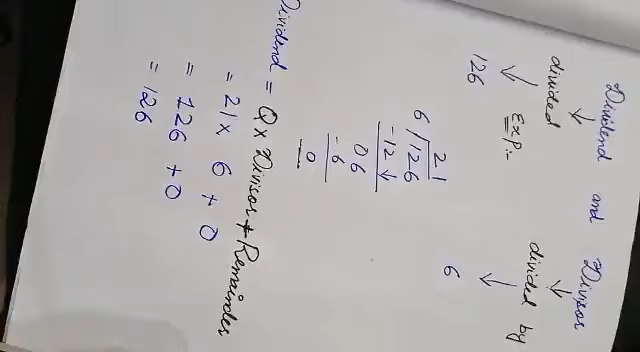 Dividend and Divisor
↓ ↓
divided divided by
↓ Exp:- ↓
126 6
21
6/126
-12↓
06
-6
0
Dividend = Q x Divisor + Remainder
= 21 x 6 + 0
= 126 + 0
= 126